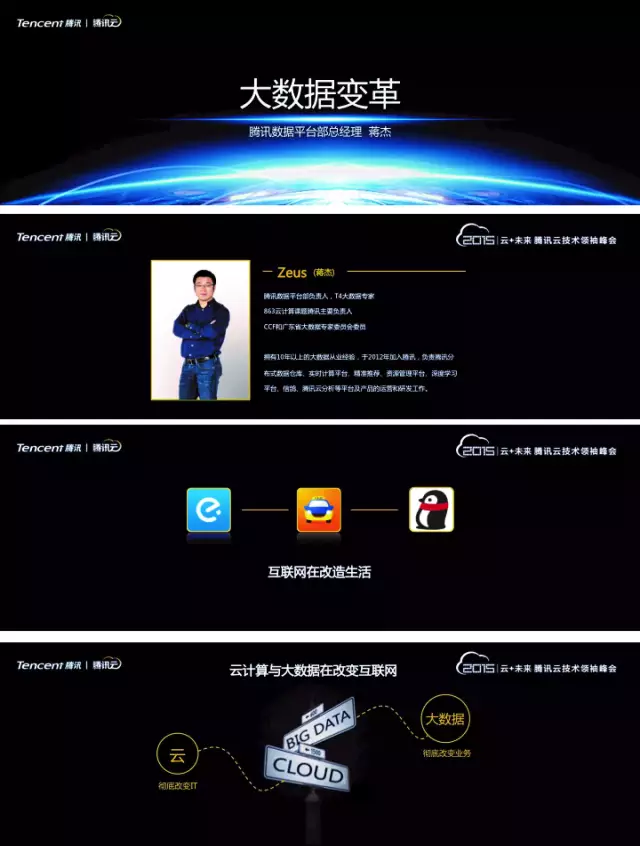 Tencent 腾讯 | 腾讯云
大数据变革
腾讯数据平台部总经理 蒋杰
Tencent 腾讯 | 腾讯云
2015 云+未来 腾讯云技术领袖峰会
Zeus (蒋杰)
腾讯数据平台部负责人，T4大数据专家
863云计算课题腾讯主要负责人
CCF和广东省大数据专家委员会委员
拥有10年以上的大数据从业经验，于2012年加入腾讯，负责腾讯分
布式数据仓库、实时计算平台、精准推荐、资源管理平台、深度学习
平台、信鸽、腾讯云分析等平台及产品的运营和研发工作。
Tencent 腾讯 | 腾讯云
2015 云+未来 腾讯云技术领袖峰会
互联网在改造生活
Tencent 腾讯 | 腾讯云
云计算与大数据在改变互联网
2015 云+未来 腾讯云技术领袖峰会
BIG DATA
大数据
彻底改变业务
云
CLOUD
彻底改变IT